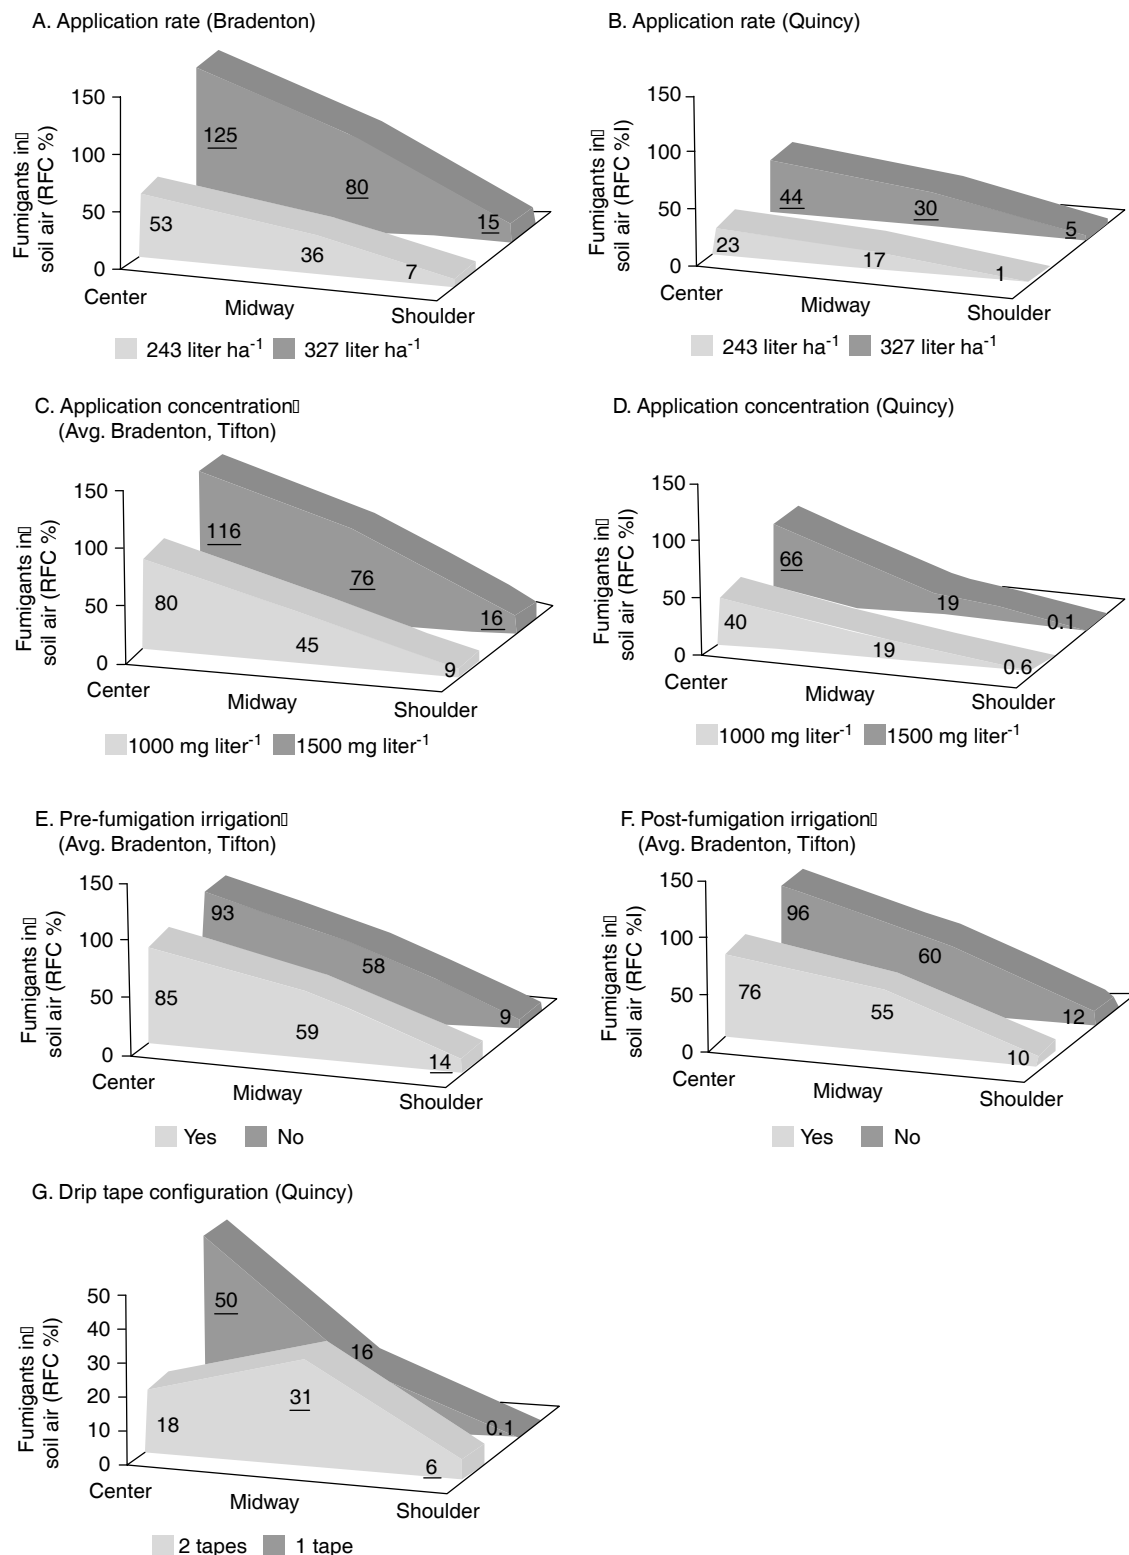 A. Application rate (Bradenton)
Fumigants in▯
soil air (RFC %)
150
100
50
0
125
80
15
53
36
7
Center
Midway
Shoulder
243 liter ha-1 327 liter ha-1
B. Application rate (Quincy)
Fumigants in▯
soil air (RFC %I)
150
100
50
0
44
30
5
23
17
1
Center
Midway
Shoulder
243 liter ha-1 327 liter ha-1
C. Application concentration▯
(Avg. Bradenton, Tifton)
Fumigants in▯
soil air (RFC %)
150
100
50
0
116
76
16
80
45
9
Center
Midway
Shoulder
1000 mg liter-1 1500 mg liter-1
D. Application concentration (Quincy)
Fumigants in▯
soil air (RFC %I)
150
100
50
0
66
19
0.1
40
19
0.6
Center
Midway
Shoulder
1000 mg liter-1 1500 mg liter-1
E. Pre-fumigation irrigation▯
(Avg. Bradenton, Tifton)
Fumigants in▯
soil air (RFC %)
150
100
50
0
93
58
9
85
59
14
Center
Midway
Shoulder
Yes No
F. Post-fumigation irrigation▯
(Avg. Bradenton, Tifton)
Fumigants in▯
soil air (RFC %I)
150
100
50
0
96
60
12
76
55
10
Center
Midway
Shoulder
Yes No
G. Drip tape configuration (Quincy)
Fumigants in▯
soil air (RFC %I)
50
40
30
20
10
0
50
16
0.1
18
31
6
Center
Midway
Shoulder
2 tapes 1 tape